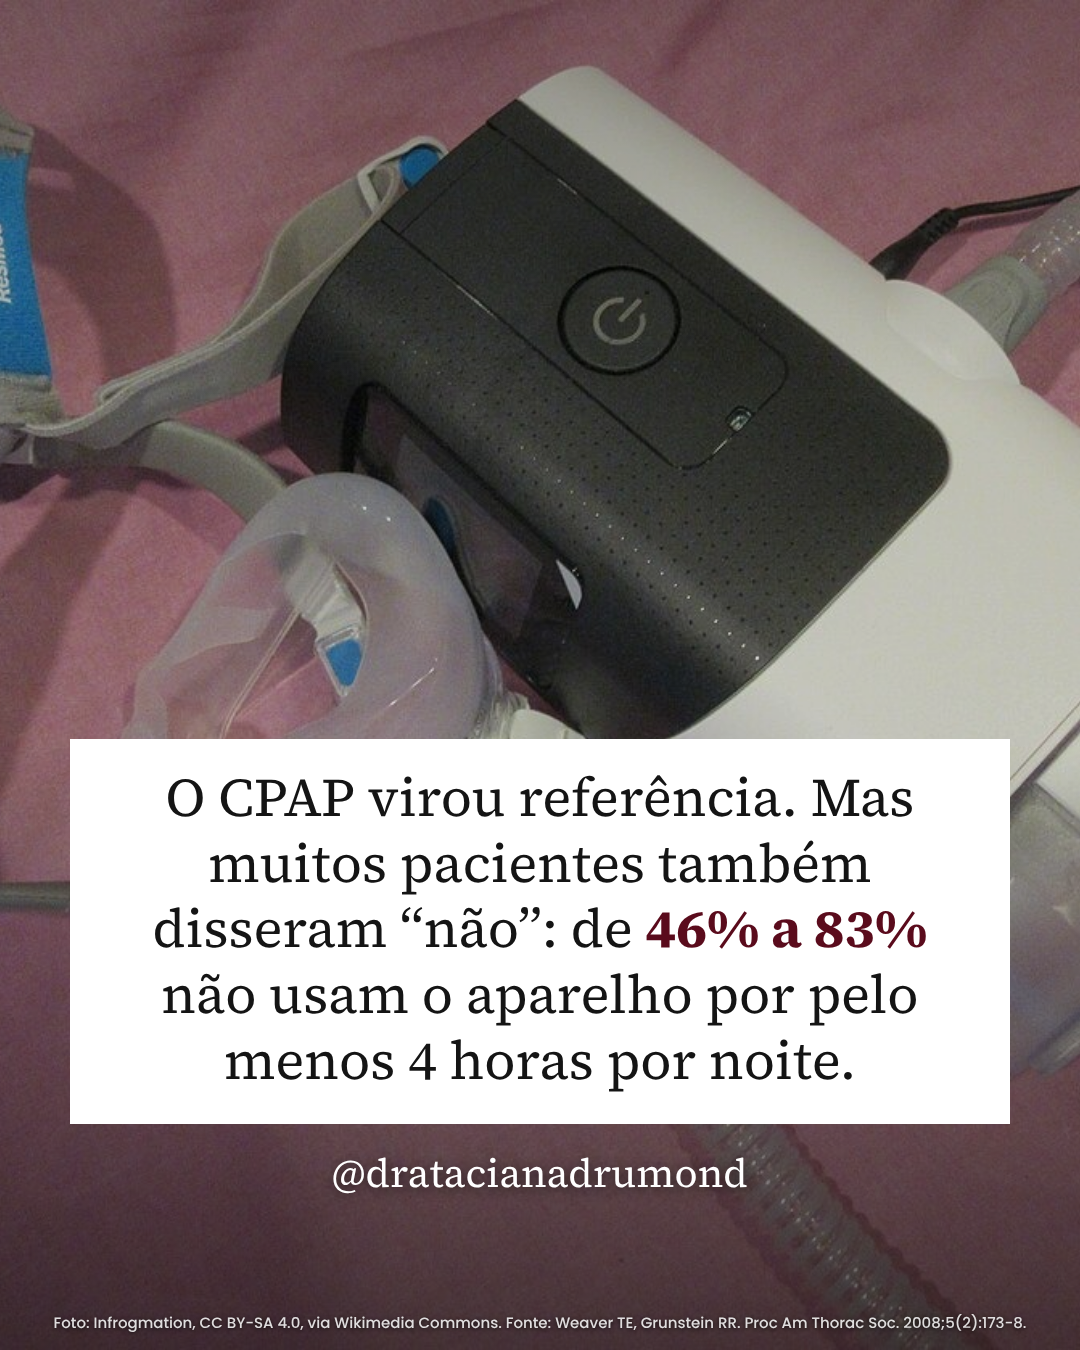 ResMed
O CPAP virou referência. Mas
muitos pacientes também
disseram “não”: de 46% a 83%
não usam o aparelho por pelo
menos 4 horas por noite.
@dratacianadrumond
Foto: Infrogmation, CC BY-SA 4.0, via Wikimedia Commons. Fonte: Weaver TE, Grunstein RR. Proc Am Thorac Soc. 2008;5(2):173-8.